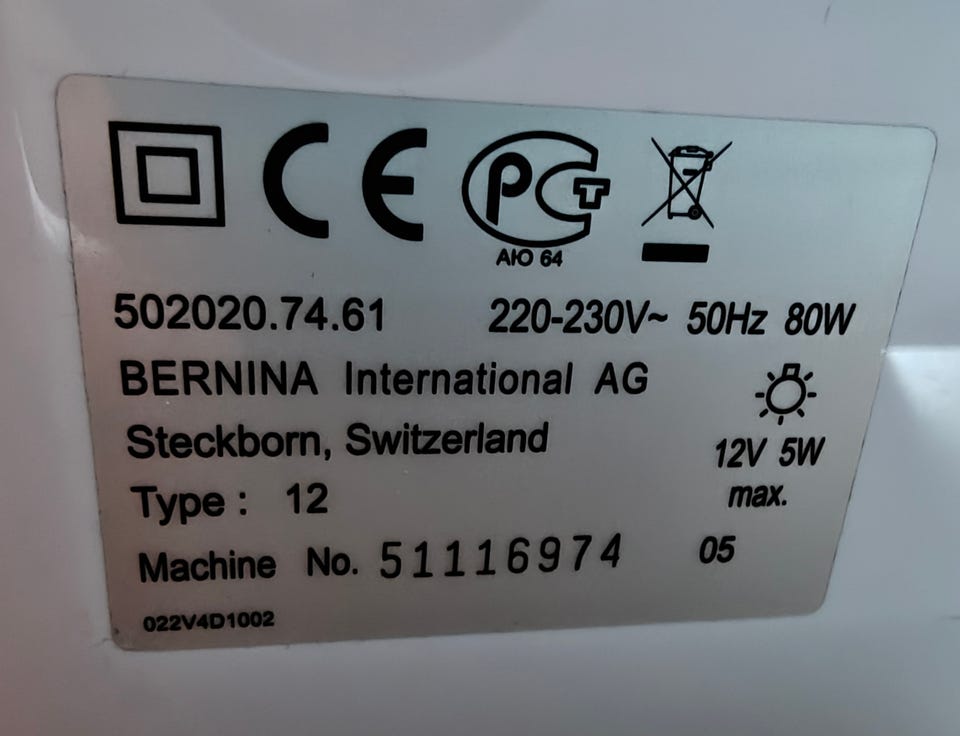 CE PCT
АЮ 64
502020.74.61 220-230V~ 50Hz 80W
BERNINA International AG
Steckborn, Switzerland
12V 5W
max.
Type : 12
Machine No. 51116974 05
022V4D1002